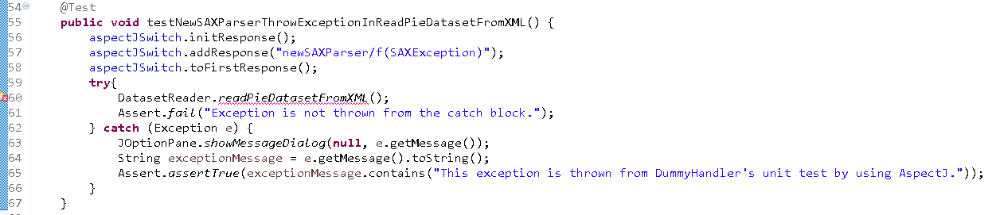 54 @Test
55 public void testNewSAXParserThrowExceptionInReadPieDatasetFromXML() {
56 aspectJSwitch.initResponse();
57 aspectJSwitch.addResponse("newSAXParser/f(SAXException)");
58 aspectJSwitch.toFirstResponse();
59 try{
60 DatasetReader.readPieDatasetFromXML();
61 Assert.fail("Exception is not thrown from the catch block.");
62 } catch (Exception e) {
63 JOptionPane.showMessageDialog(null, e.getMessage());
64 String exceptionMessage = e.getMessage().toString();
65 Assert.assertTrue(exceptionMessage.contains("This exception is thrown from DummyHandler's unit test by using AspectJ."));
66 }
67 }